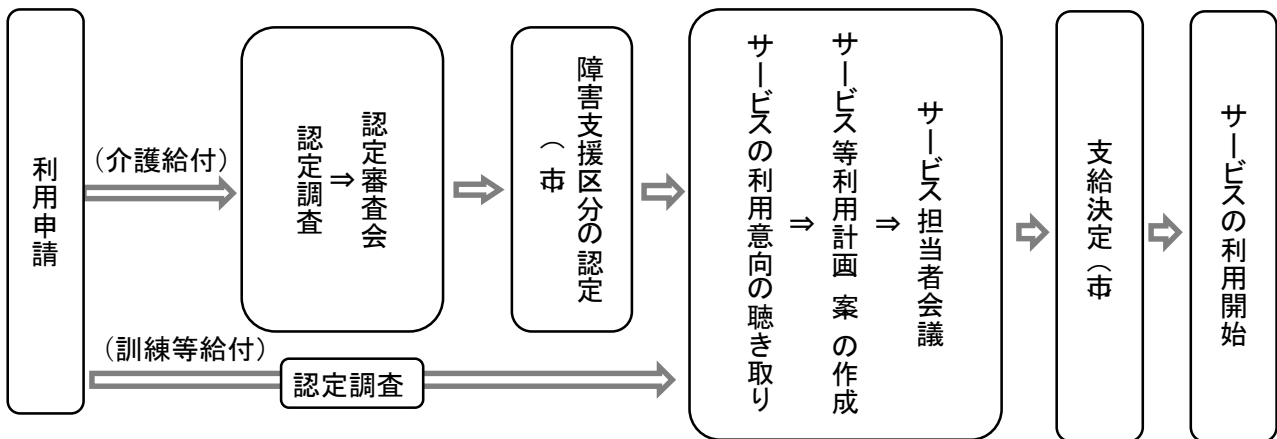 利用申請
（介護給付）
認定調査
⇒
認定審査会
障害支援区分の認定
（市）
サービスの利用意向の聴き取り
⇒
サービス等利用計画案の作成
⇒
サービス担当者会議
支給決定（市）
サービスの利用開始
（訓練等給付）
認定調査